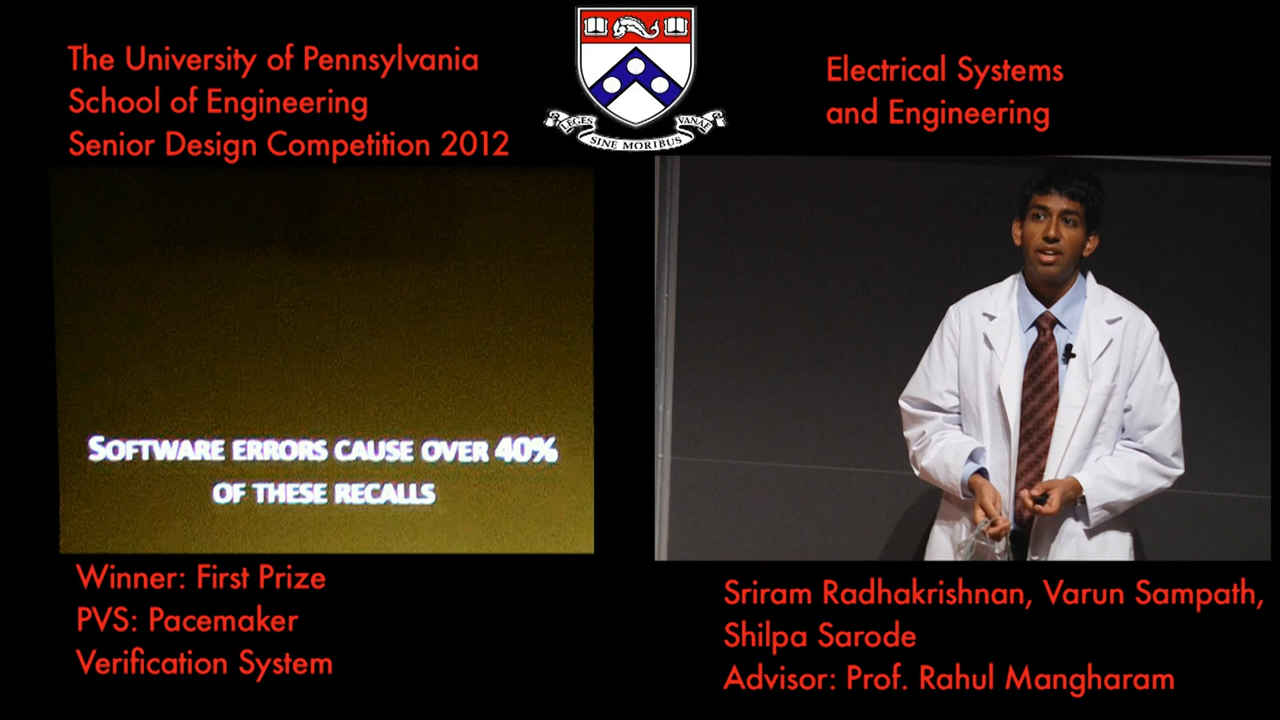 The University of Pennsylvania
School of Engineering
Senior Design Competition 2012
LEGES
VANAE
SINE MORIBUS
Electrical Systems
and Engineering
SOFTWARE ERRORS CAUSE OVER 40%
OF THESE RECALLS
Winner: First Prize
PVS: Pacemaker
Verification System
Sriram Radhakrishnan, Varun Sampath,
Shilpa Sarode
Advisor: Prof. Rahul Mangharam